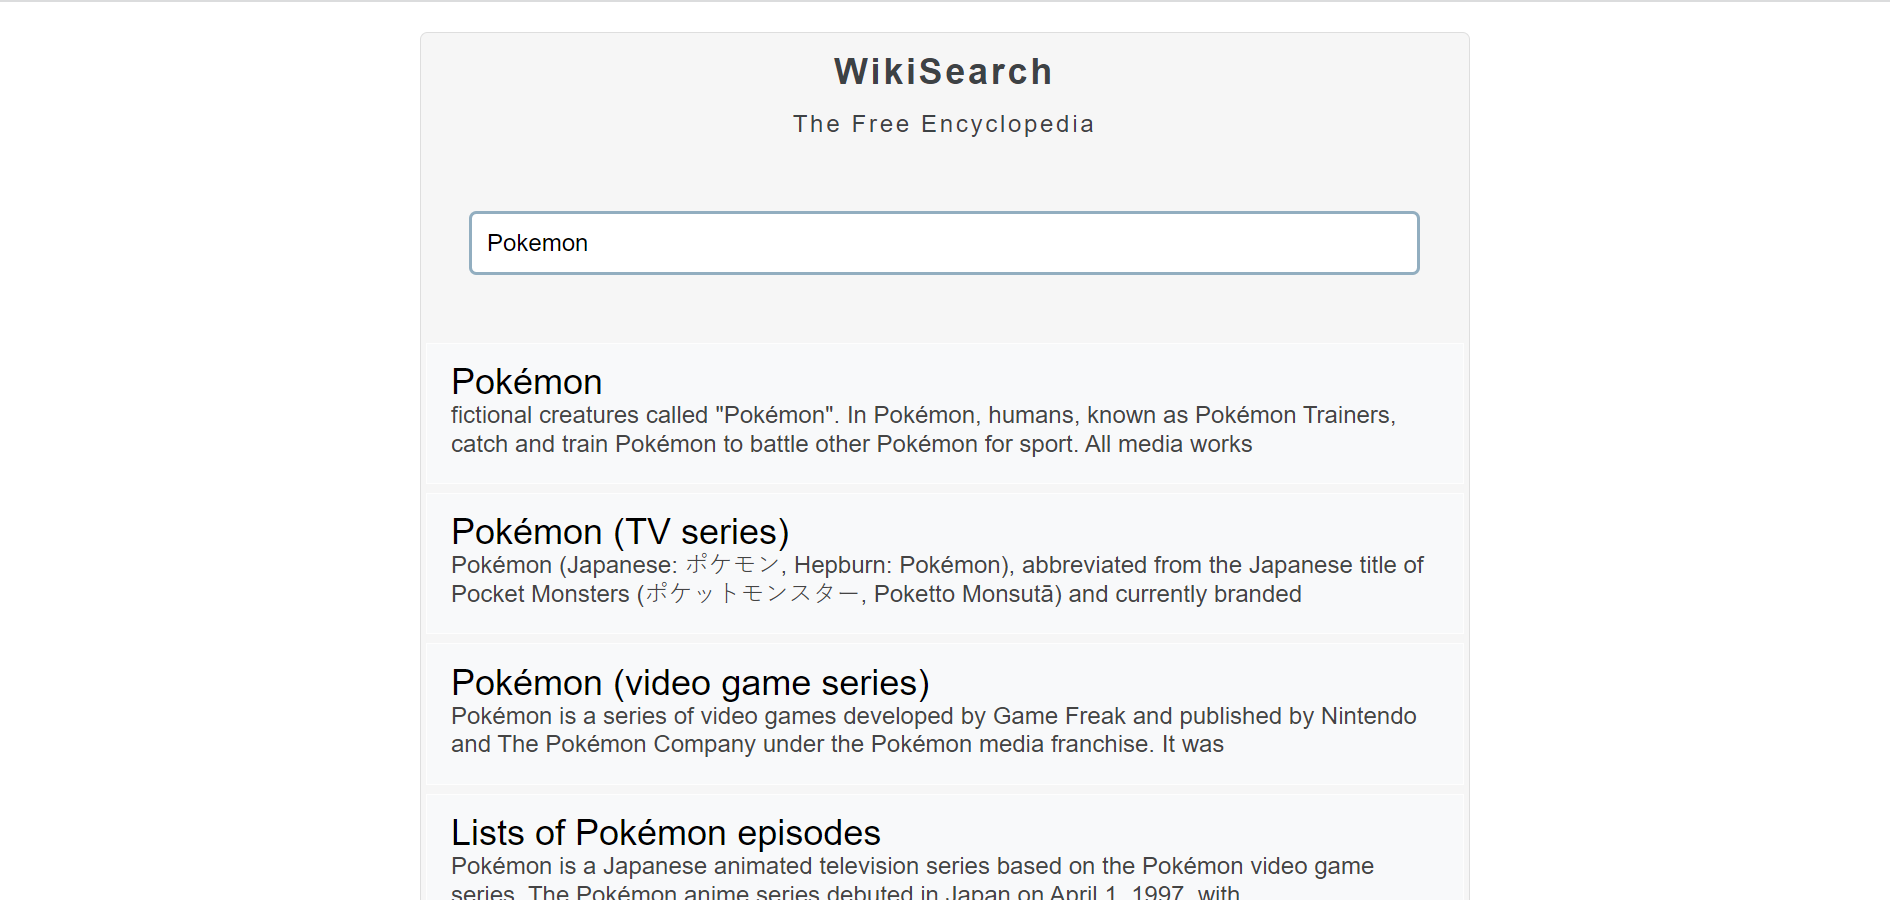 WikiSearch
The Free Encyclopedia
Pokemon
Pokémon
fictional creatures called "Pokémon". In Pokémon, humans, known as Pokémon Trainers,
catch and train Pokémon to battle other Pokémon for sport. All media works
Pokémon (TV series)
Pokémon (Japanese: ポケモン, Hepburn: Pokémon), abbreviated from the Japanese title of
Pocket Monsters (ポケットモンスター, Poketto Monsutā) and currently branded
Pokémon (video game series)
Pokémon is a series of video games developed by Game Freak and published by Nintendo
and The Pokémon Company under the Pokémon media franchise. It was
Lists of Pokémon episodes
Pokémon is a Japanese animated television series based on the Pokémon video game
series. The Pokémon anime series debuted in Japan on April 1, 1997, with